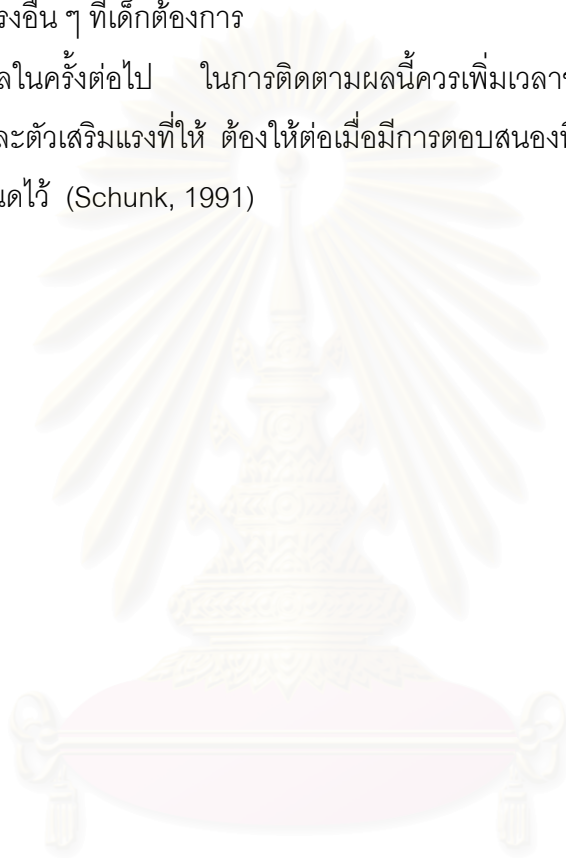 รงอื่น ๆ ที่เด็กต้องการ
ลในครั้งต่อไป ในการติดตามผลนี้ควรเพิ่มเวลา
ละตัวเสริมแรงที่ให้ ต้องให้ต่อเมื่อมีการตอบสนอง
ดไว้ (Schunk, 1991)